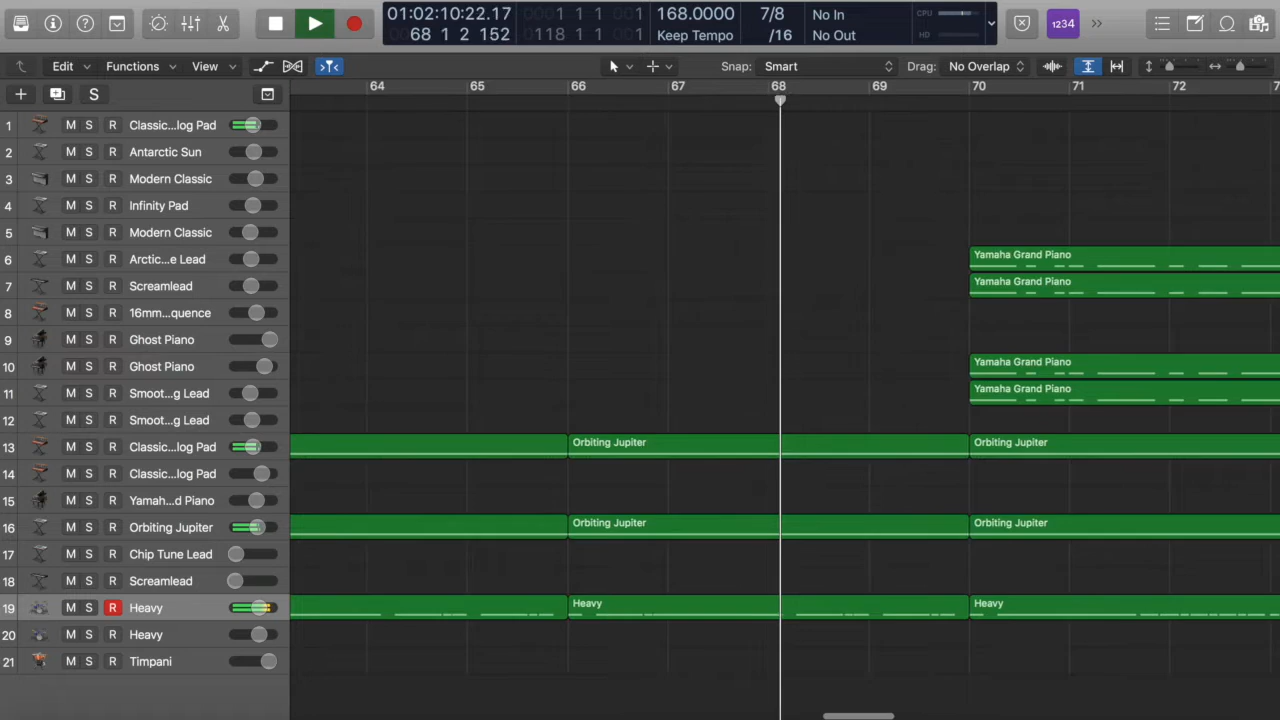 01:02:10:22.17 0001 1 1 001 168.0000 7/8 No In CPU
68 1 2 152 0118 1 1 001 Keep Tempo /16 No Out HD
1234
Edit Functions View Snap: Smart Drag: No Overlap
S
64 65 66 67 68 69 70 71 72
1 M S R Classic...log Pad
2 M S R Antarctic Sun
3 M S R Modern Classic
4 M S R Infinity Pad
5 M S R Modern Classic
6 M S R Arctic...e Lead Yamaha Grand Piano
7 M S R Screamlead Yamaha Grand Piano
8 M S R 16mm...quence
9 M S R Ghost Piano
10 M S R Ghost Piano Yamaha Grand Piano
11 M S R Smoot...g Lead Yamaha Grand Piano
12 M S R Smoot...g Lead
13 M S R Classic...log Pad Orbiting Jupiter Orbiting Jupiter
14 M S R Classic...log Pad
15 M S R Yamah...d Piano
16 M S R Orbiting Jupiter Orbiting Jupiter Orbiting Jupiter
17 M S R Chip Tune Lead
18 M S R Screamlead
19 M S R Heavy Heavy Heavy
20 M S R Heavy
21 M S R Timpani